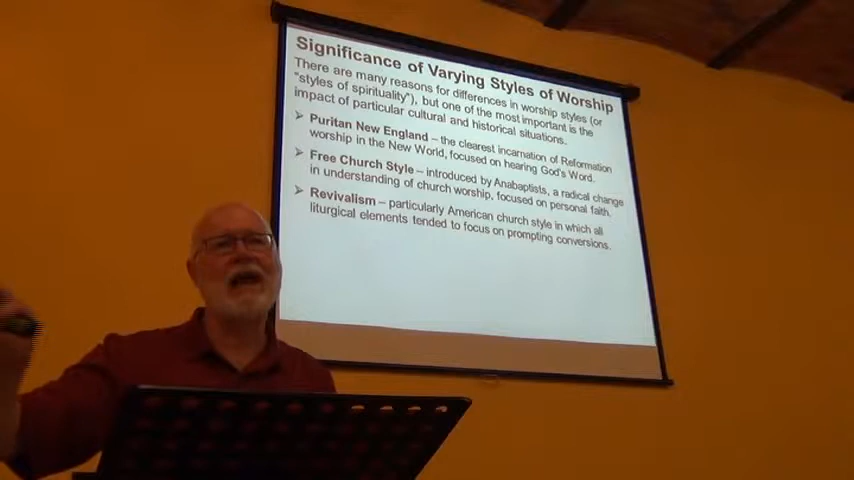 Significance of Varying Styles of Worship
There are many reasons for differences in worship styles (or
"styles of spirituality"), but one of the most important is the
impact of particular cultural and historical situations.
➤ Puritan New England – the clearest incarnation of Reformation
worship in the New World, focused on hearing God's Word.
➤ Free Church Style – introduced by Anabaptists, a radical change
in understanding of church worship, focused on personal faith.
➤ Revivalism – particularly American church style in which all
liturgical elements tended to focus on prompting conversions.